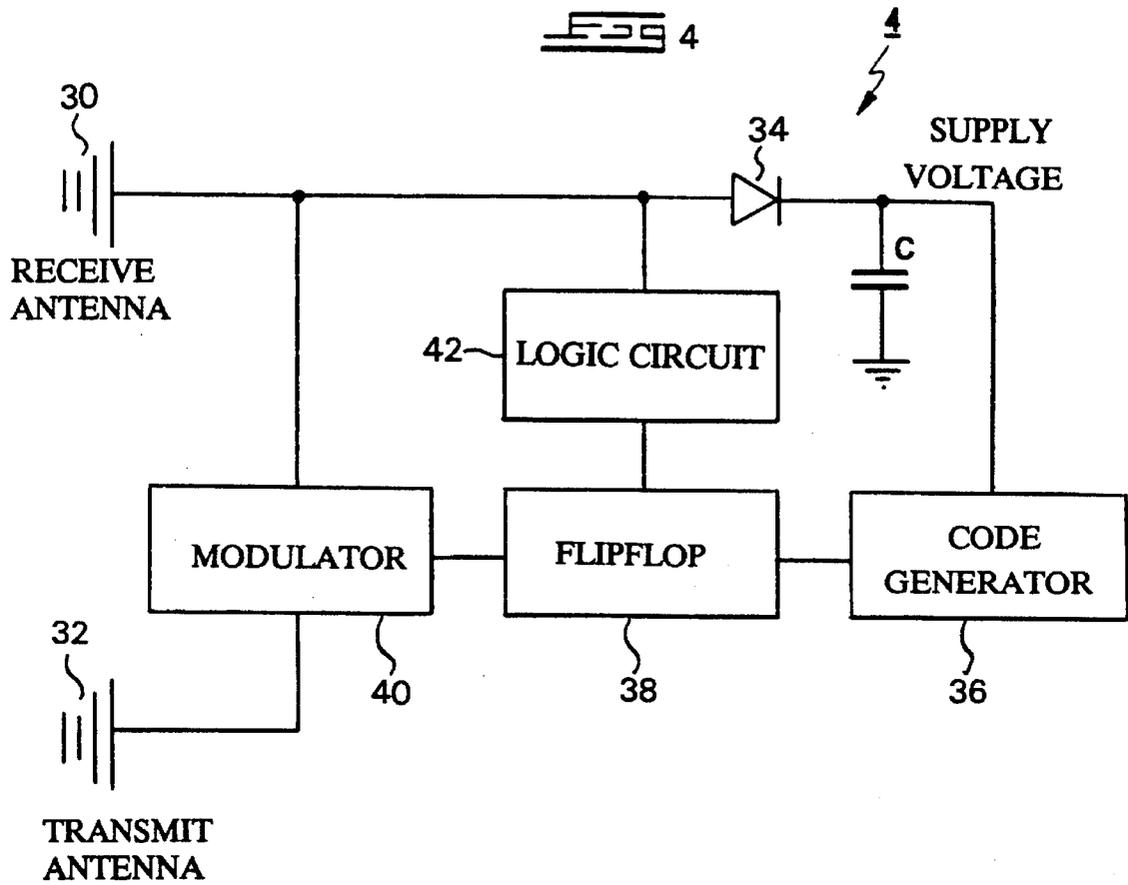 FIG 4
4
30
34
SUPPLY
VOLTAGE
C
RECEIVE
ANTENNA
42
LOGIC CIRCUIT
MODULATOR
FLIPFLOP
CODE
GENERATOR
32
40
38
36
TRANSMIT
ANTENNA